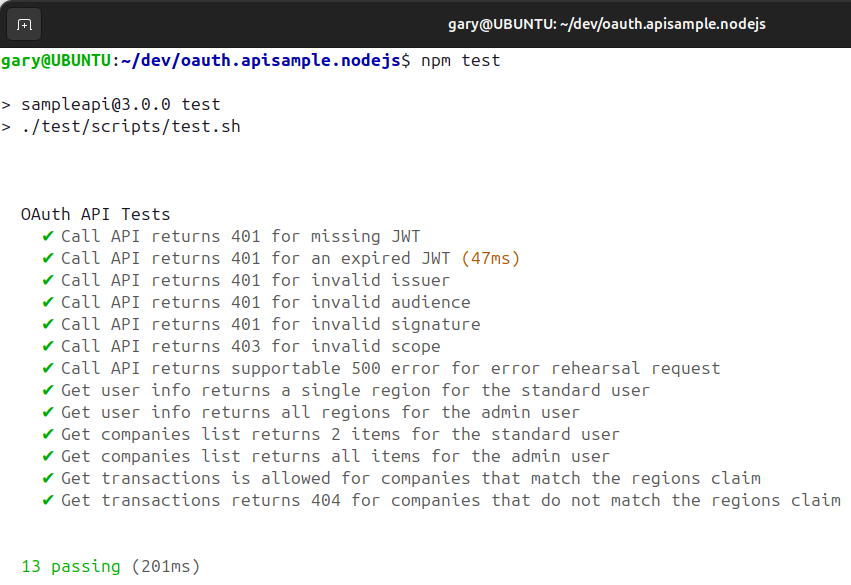 gary@UBUNTU: ~/dev/oauth.apisample.nodejs
gary@UBUNTU:~/dev/oauth.apisample.nodejs$ npm test
> sampleapi@3.0.0 test
> ./test/scripts/test.sh
OAuth API Tests
✔ Call API returns 401 for missing JWT
✔ Call API returns 401 for an expired JWT (47ms)
✔ Call API returns 401 for invalid issuer
✔ Call API returns 401 for invalid audience
✔ Call API returns 401 for invalid signature
✔ Call API returns 403 for invalid scope
✔ Call API returns supportable 500 error for error rehearsal request
✔ Get user info returns a single region for the standard user
✔ Get user info returns all regions for the admin user
✔ Get companies list returns 2 items for the standard user
✔ Get companies list returns all items for the admin user
✔ Get transactions is allowed for companies that match the regions claim
✔ Get transactions returns 404 for companies that do not match the regions claim
13 passing (201ms)